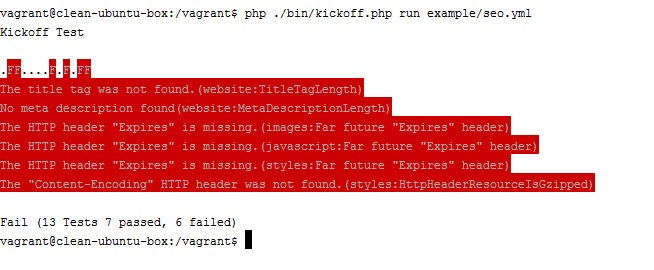 vagrant@clean-ubuntu-box:/vagrant$ php ./bin/kickoff.php run example/seo.yml
Kickoff Test
.FF....F.F.FF
The title tag was not found.(website:TitleTagLength)
No meta description found(website:MetaDescriptionLength)
The HTTP header "Expires" is missing.(images:Far future "Expires" header)
The HTTP header "Expires" is missing.(javascript:Far future "Expires" header)
The HTTP header "Expires" is missing.(styles:Far future "Expires" header)
The "Content-Encoding" HTTP header was not found.(styles:HttpHeaderResourceIsGzipped)
Fail (13 Tests 7 passed, 6 failed)
vagrant@clean-ubuntu-box:/vagrant$